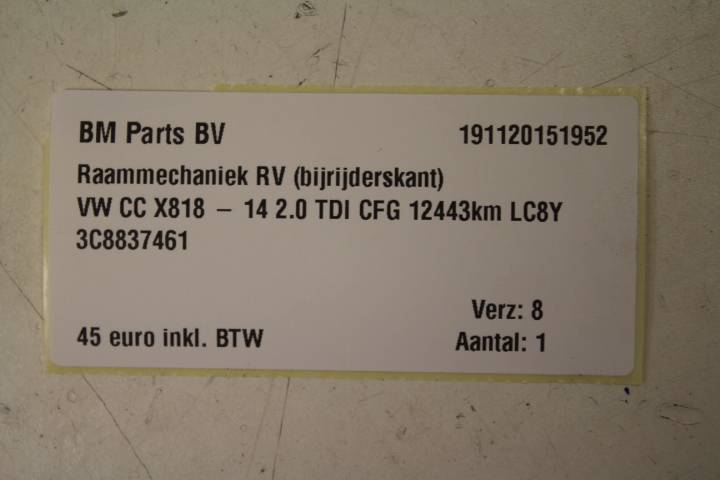 BM Parts BV 191120151952
Raammechaniek RV (bijrijderskant)
VW CC X818 – 14 2.0 TDI CFG 12443km LC8Y
3C8837461
Verz: 8
45 euro inkl. BTW Aantal: 1